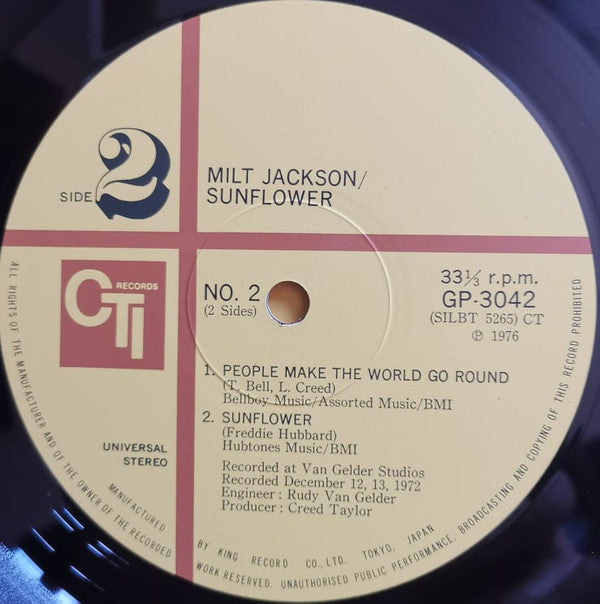 SIDE 2
MILT JACKSON/
SUNFLOWER
CTI RECORDS
NO. 2
(2 Sides)
33⅓ r.p.m.
GP-3042
(SILBT 5265) CT
℗ 1976
1. PEOPLE MAKE THE WORLD GO ROUND
(T. Bell, L. Creed)
Bellboy Music/Assorted Music/BMI
2. SUNFLOWER
(Freddie Hubbard)
Hubtones Music/BMI
UNIVERSAL
STEREO
Recorded at Van Gelder Studios
Recorded December 12, 13, 1972
Engineer : Rudy Van Gelder
Producer : Creed Taylor
MANUFACTURED BY KING RECORD CO., LTD. TOKYO, JAPAN
ALL RIGHTS OF THE MANUFACTURER AND OF THE OWNER OF THE RECORDED WORK RESERVED. UNAUTHORISED PUBLIC PERFORMANCE, BROADCASTING AND COPYING OF THIS RECORD PROHIBITED